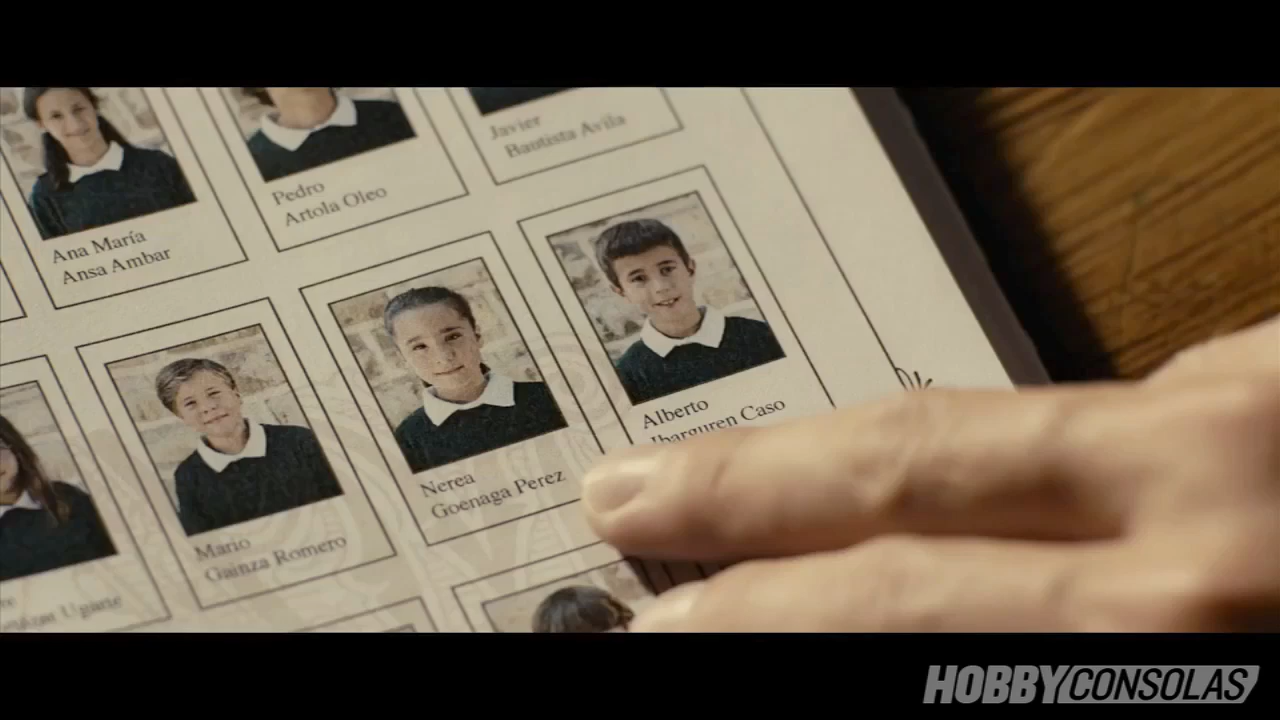 Javier
Bautista Avila
Pedro
Artola Oleo
Ana María
Ansa Ambar
Alberto
Ibarguren Caso
Nerea
Goenaga Perez
Mario
Gainza Romero
Ugarte
HOBBYCONSOLAS